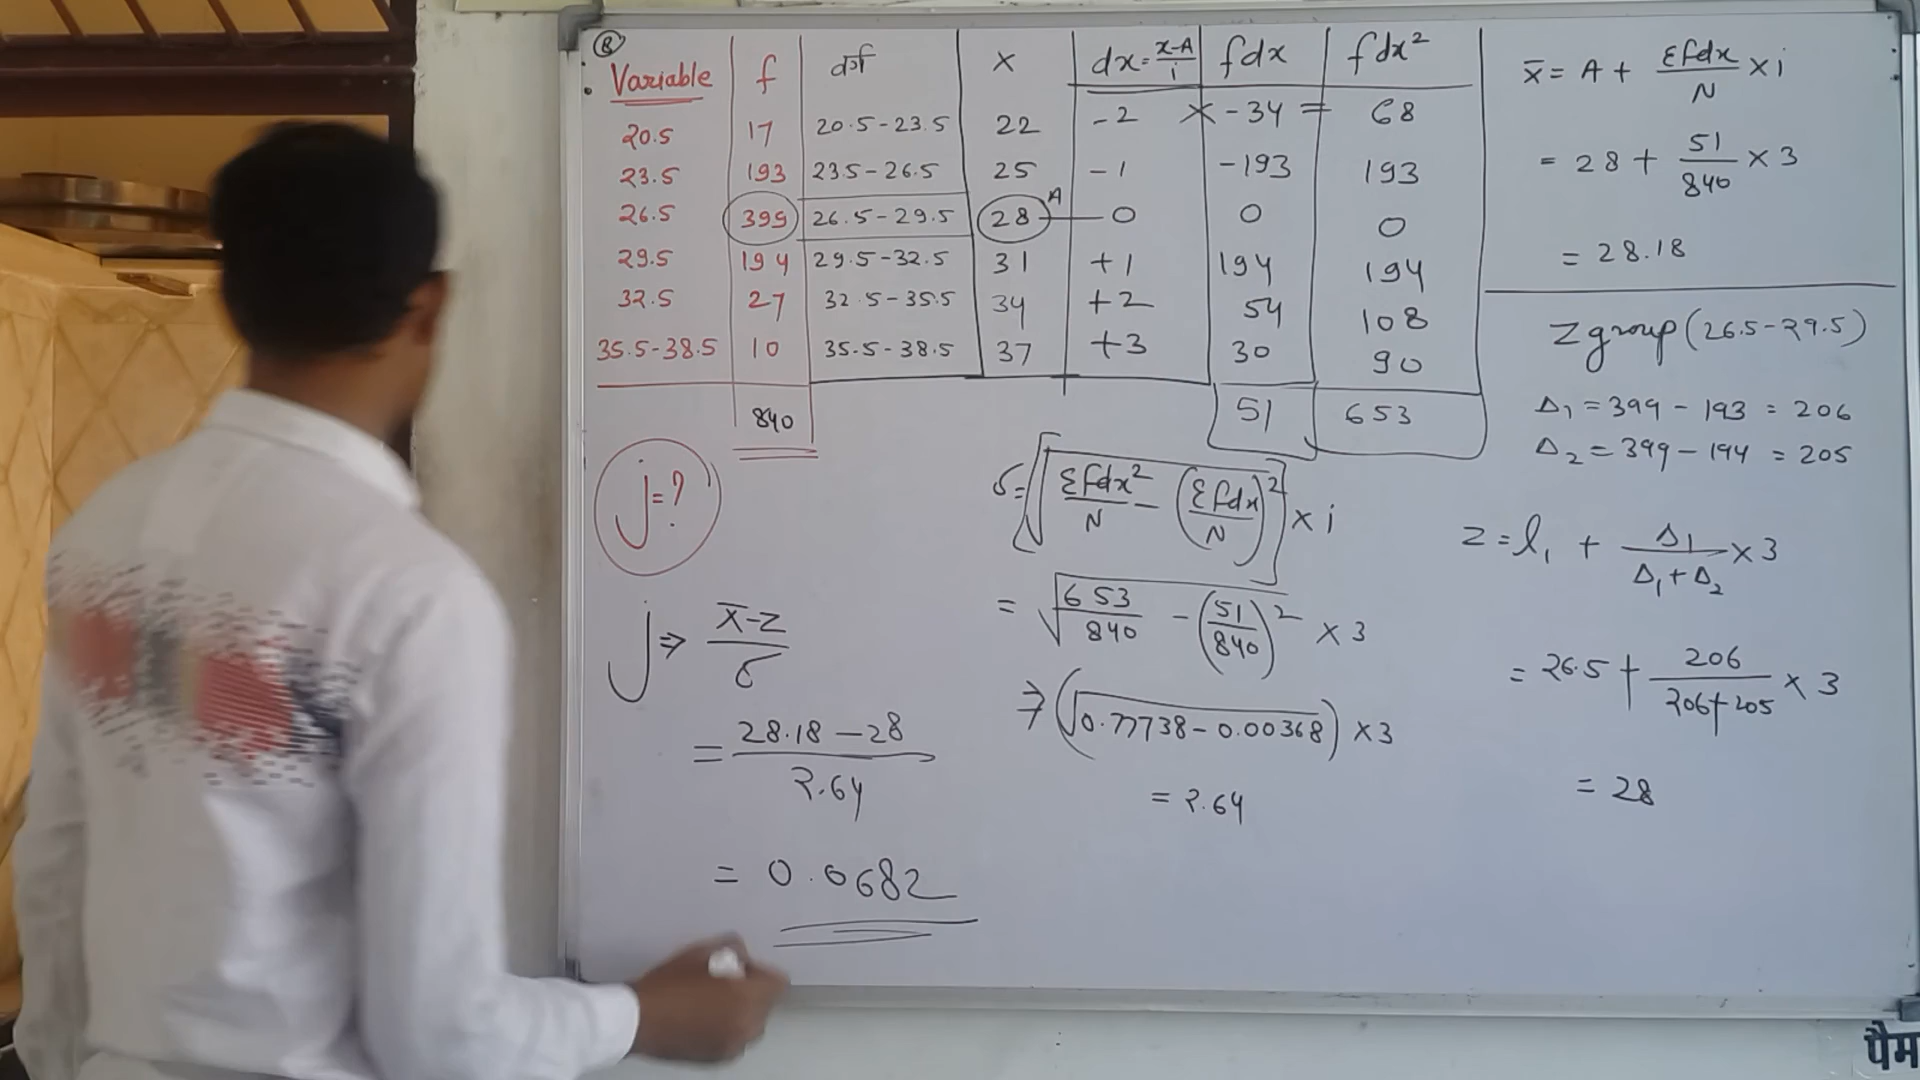 (8)
Variable f वर्ग x dx = x-A/i fdx fdx²
20.5 17 20.5-23.5 22 -2 × -34 = 68
23.5 193 23.5-26.5 25 -1 -193 193
26.5 399 26.5-29.5 28 A 0 0 0
29.5 194 29.5-32.5 31 +1 194 194
32.5 27 32.5-35.5 34 +2 54 108
35.5-38.5 10 35.5-38.5 37 +3 30 90
840 51 653
j=?
j ⇒ x̄-z/σ
= 28.18-28/2.64
= 0.0682
σ = [√Σfdx²/N - (Σfdx/N)²] × i
= √653/840 - (51/840)² × 3
⇒ (√0.77738-0.00368) × 3
= 2.64
x̄ = A + Σfdx/N × i
= 28 + 51/840 × 3
= 28.18
Z group (26.5-29.5)
Δ₁ = 399 - 193 = 206
Δ₂ = 399 - 194 = 205
z = l₁ + Δ₁/Δ₁+Δ₂ × 3
= 26.5 + 206/206+205 × 3
= 28
पैम